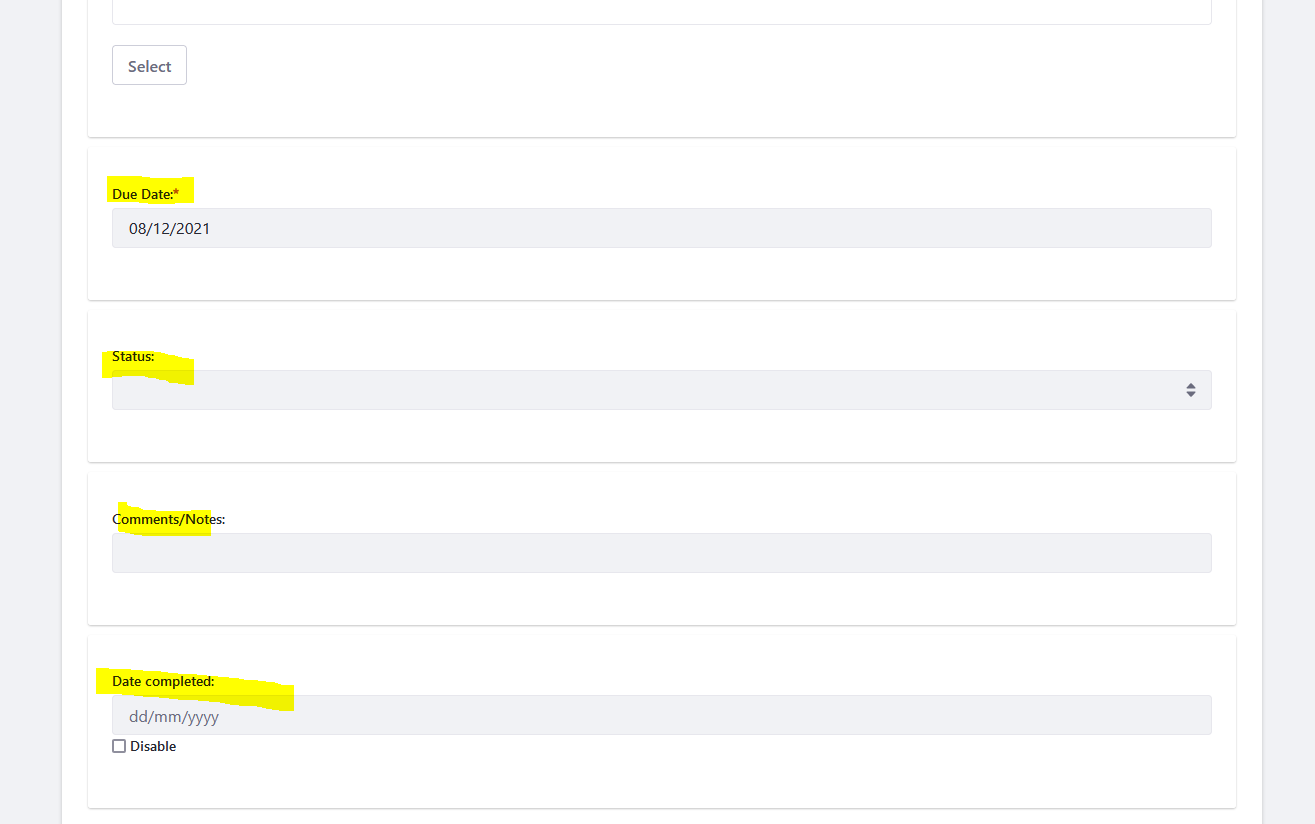 Select
Due Date:*
08/12/2021
Status:
Comments/Notes:
Date completed:
dd/mm/yyyy
Disable